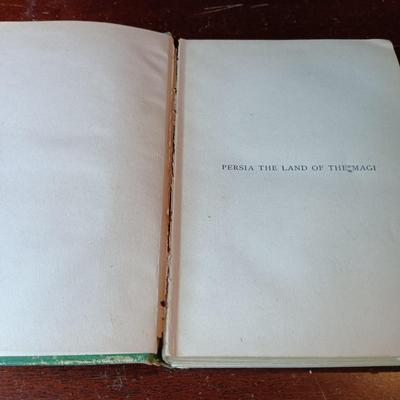 PERSIA THE LAND OF THE MAGI